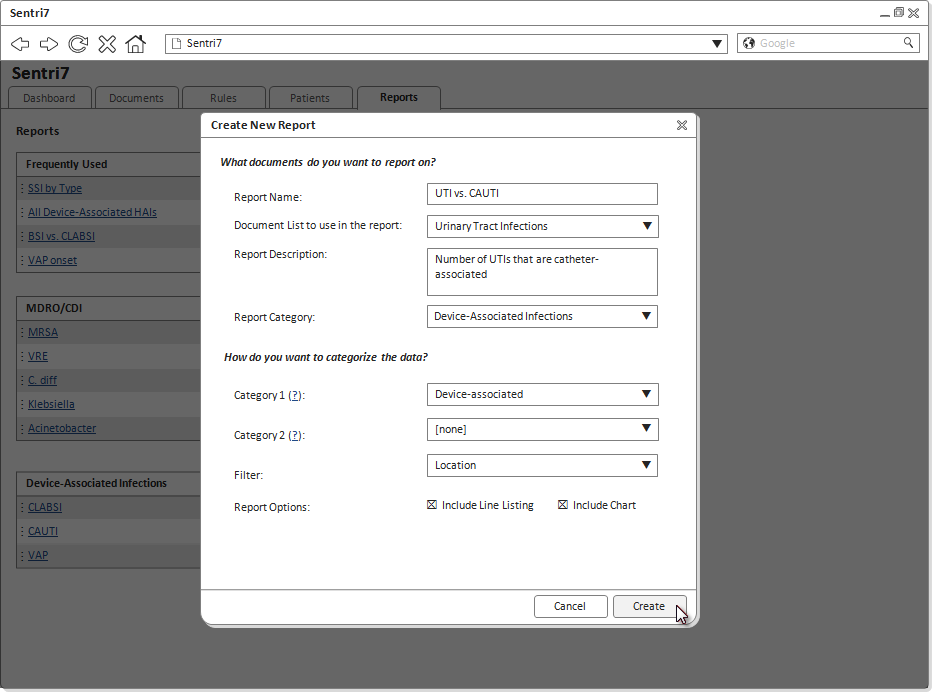 Sentri7
Sentri7
Google
Sentri7
Dashboard
Documents
Rules
Patients
Reports
Reports
Frequently Used
SSI by Type
All Device-Associated HAIs
BSI vs. CLABSI
VAP onset
MDRO/CDI
MRSA
VRE
C. diff
Klebsiella
Acinetobacter
Device-Associated Infections
CLABSI
CAUTI
VAP
Create New Report
What documents do you want to report on?
Report Name:
UTI vs. CAUTI
Document List to use in the report:
Urinary Tract Infections
Report Description:
Number of UTIs that are catheter-
associated
Report Category:
Device-Associated Infections
How do you want to categorize the data?
Category 1 (?):
Device-associated
Category 2 (?):
[none]
Filter:
Location
Report Options:
Include Line Listing
Include Chart
Cancel
Create